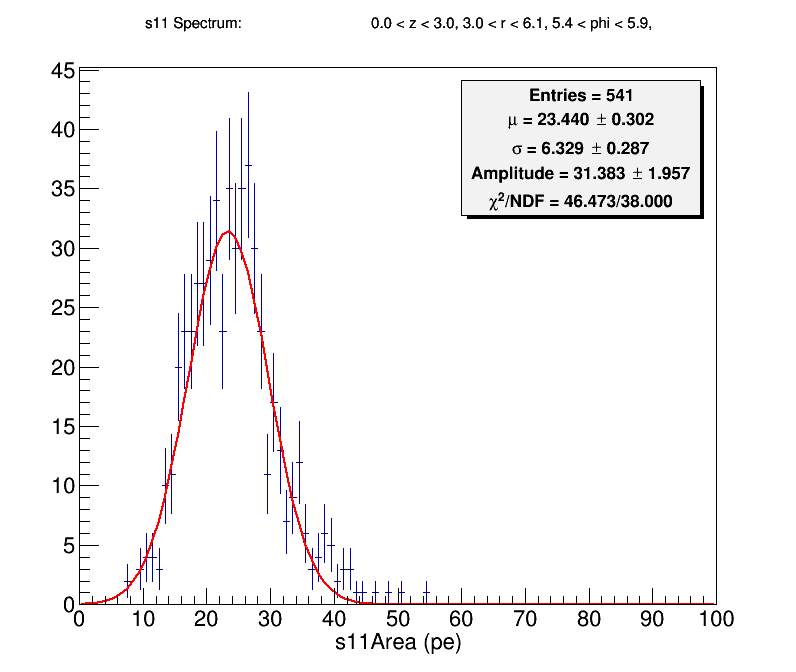 s11 Spectrum: 0.0 < z < 3.0, 3.0 < r < 6.1, 5.4 < phi < 5.9,
Entries = 541
μ = 23.440 ± 0.302
σ = 6.329 ± 0.287
Amplitude = 31.383 ± 1.957
χ²/NDF = 46.473/38.000
45
40
35
30
25
20
15
10
5
0
0 10 20 30 40 50 60 70 80 90 100
s11Area (pe)